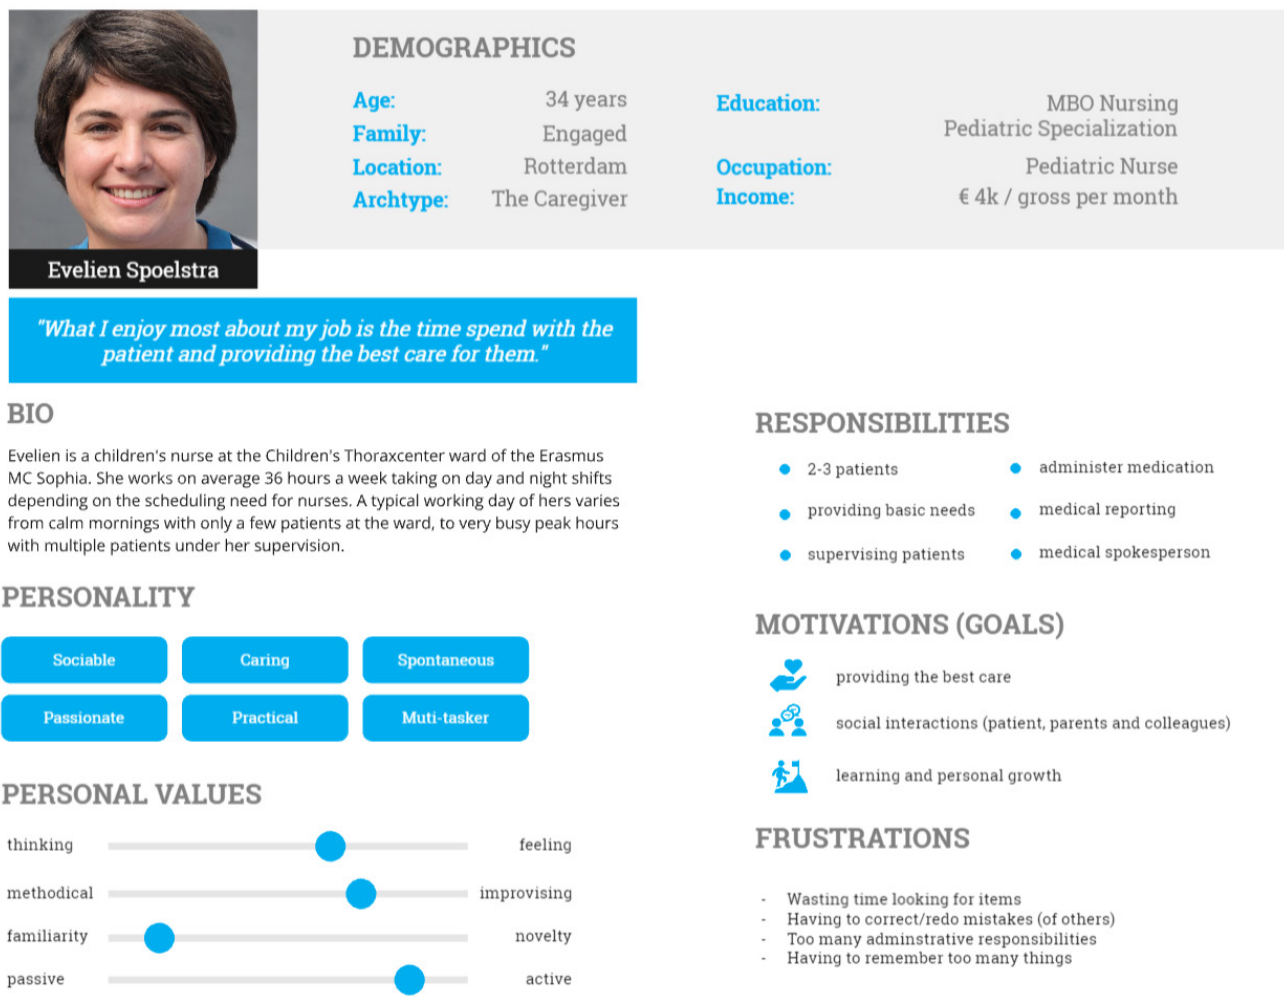 DEMOGRAPHICS
Age: 34 years
Family: Engaged
Location: Rotterdam
Archtype: The Caregiver
Education: MBO Nursing
Pediatric Specialization
Occupation: Pediatric Nurse
Income: € 4k / gross per month
Evelien Spoelstra
"What I enjoy most about my job is the time spend with the
patient and providing the best care for them."
BIO
Evelien is a children's nurse at the Children's Thoraxcenter ward of the Erasmus
MC Sophia. She works on average 36 hours a week taking on day and night shifts
depending on the scheduling need for nurses. A typical working day of hers varies
from calm mornings with only a few patients at the ward, to very busy peak hours
with multiple patients under her supervision.
PERSONALITY
Sociable Caring Spontaneous
Passionate Practical Muti-tasker
PERSONAL VALUES
thinking feeling
methodical improvising
familiarity novelty
passive active
RESPONSIBILITIES
2-3 patients administer medication
providing basic needs medical reporting
supervising patients medical spokesperson
MOTIVATIONS (GOALS)
providing the best care
social interactions (patient, parents and colleagues)
learning and personal growth
FRUSTRATIONS
- Wasting time looking for items
- Having to correct/redo mistakes (of others)
- Too many adminstrative responsibilities
- Having to remember too many things